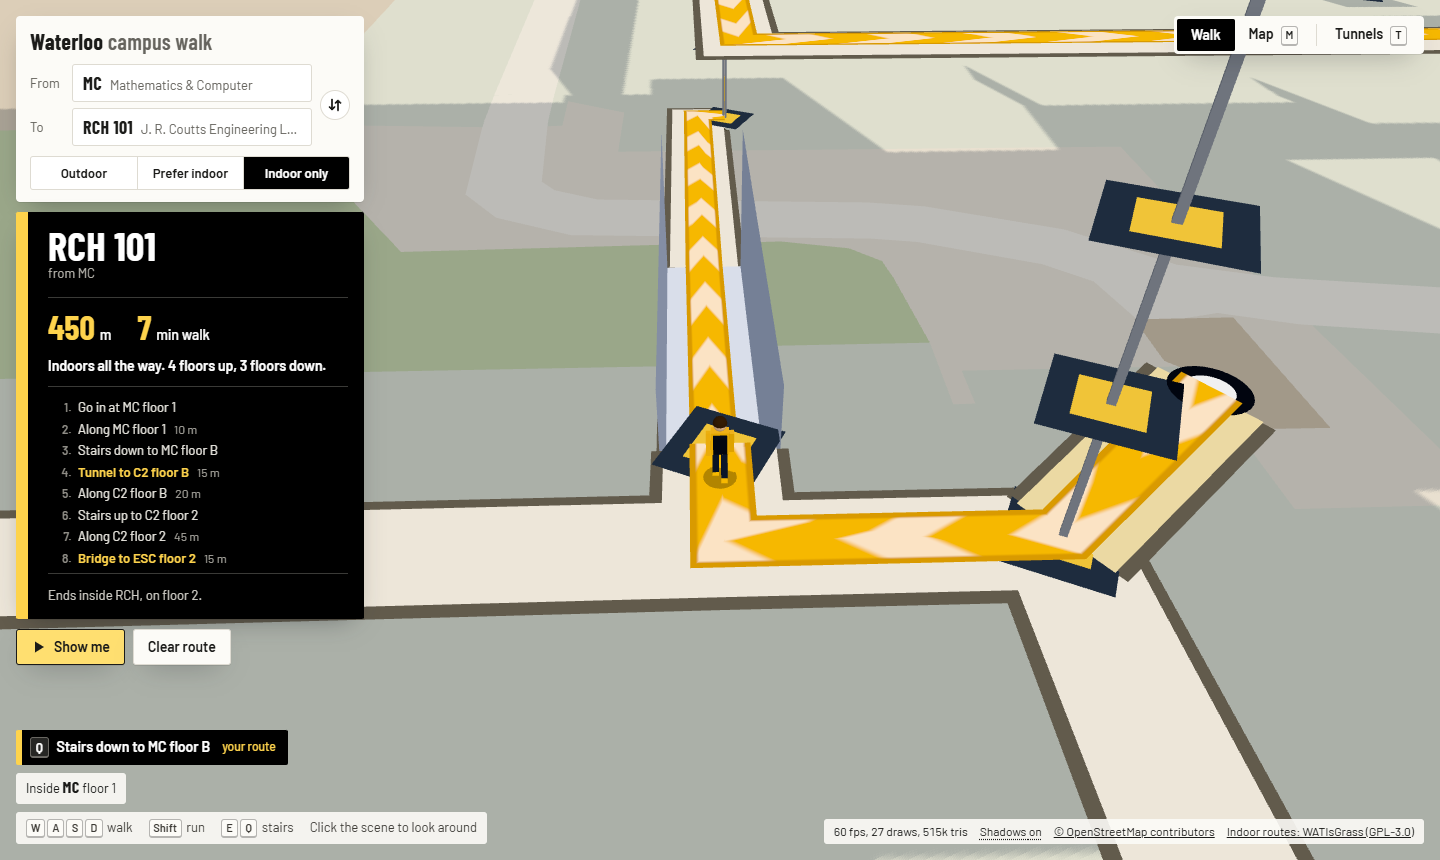 Waterloo campus walk
From MC Mathematics & Computer
To RCH 101 J. R. Coutts Engineering L...
Outdoor Prefer indoor Indoor only
Walk Map M Tunnels T
RCH 101
from MC
450 m 7 min walk
Indoors all the way. 4 floors up, 3 floors down.
1. Go in at MC floor 1
2. Along MC floor 1 10 m
3. Stairs down to MC floor B
4. Tunnel to C2 floor B 15 m
5. Along C2 floor B 20 m
6. Stairs up to C2 floor 2
7. Along C2 floor 2 45 m
8. Bridge to ESC floor 2 15 m
Ends inside RCH, on floor 2.
Show me Clear route
Q Stairs down to MC floor B your route
Inside MC floor 1
W A S D walk Shift run E Q stairs Click the scene to look around
60 fps, 27 draws, 515k tris Shadows on © OpenStreetMap contributors Indoor routes: WATIsGrass (GPL-3.0)